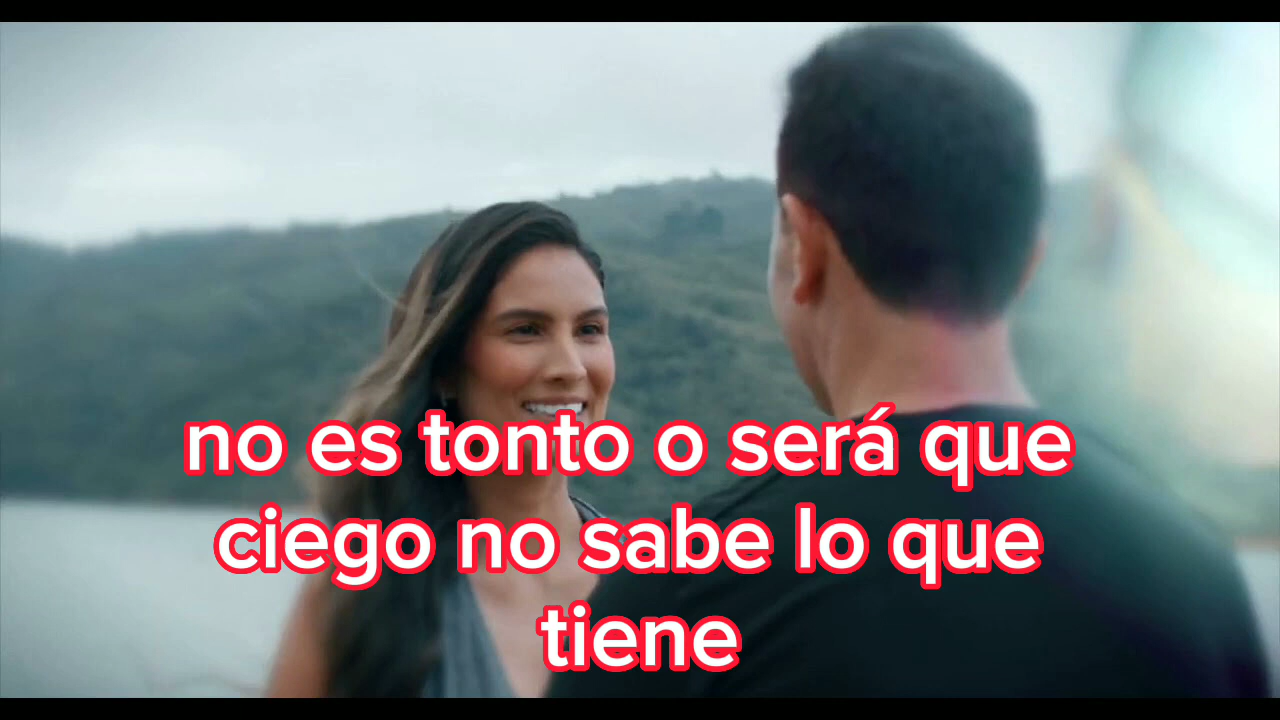 no es tonto o será que
ciego no sabe lo que
tiene